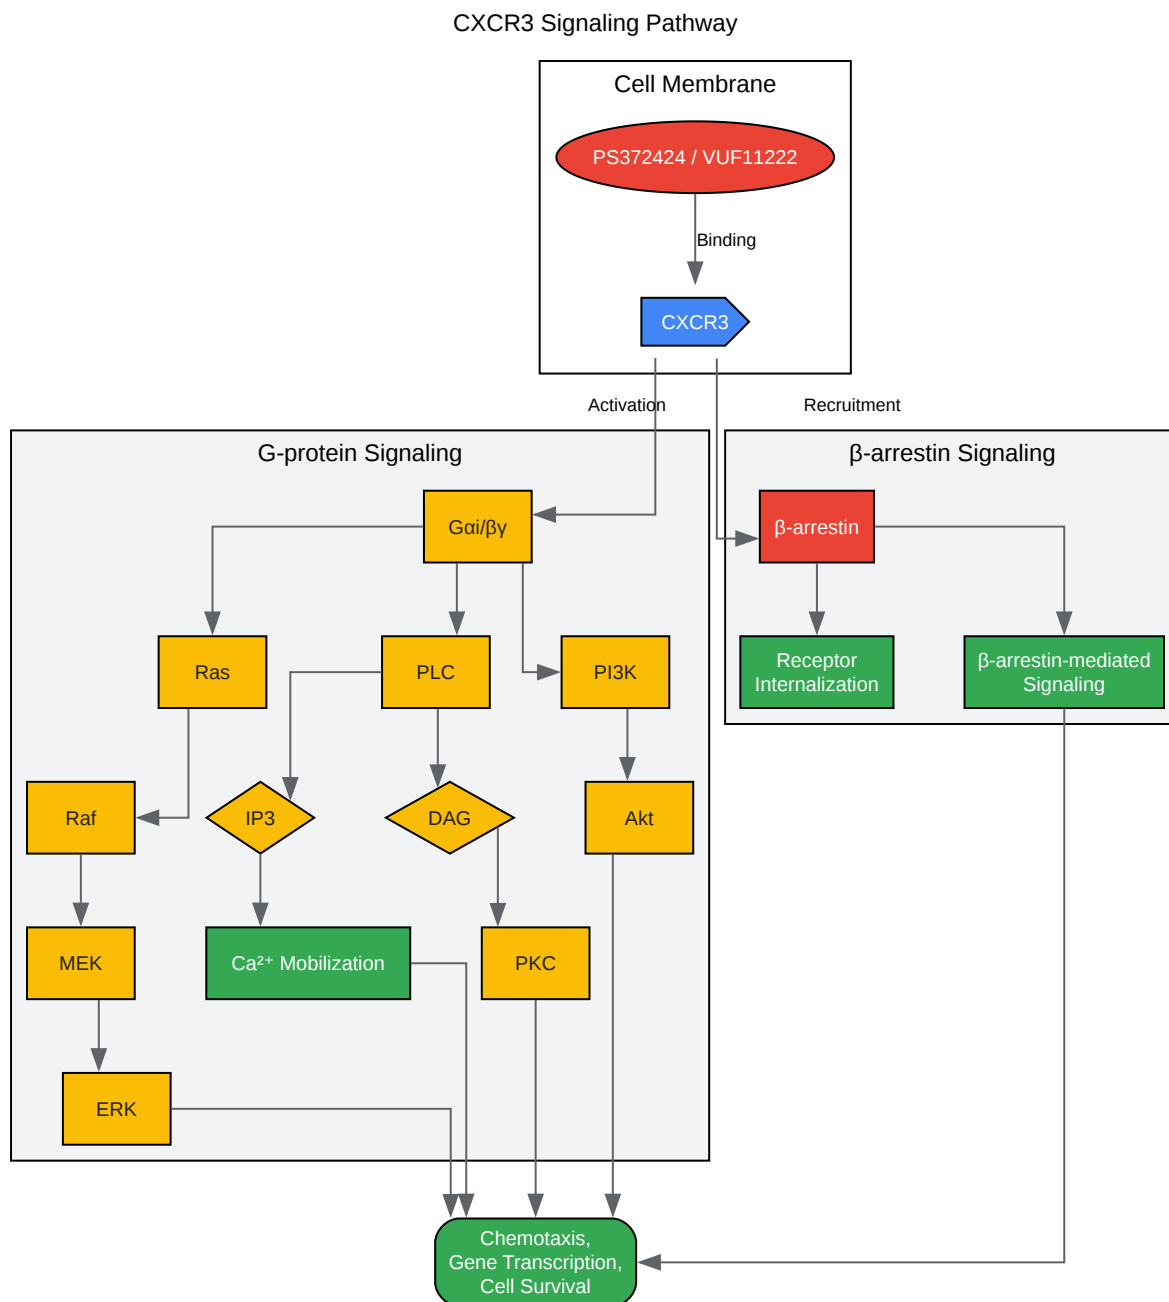 CXCR3 Signaling Pathway
Cell Membrane
PS372424 / VUF11222
Binding
CXCR3
Activation
Recruitment
G-protein Signaling
Gαi/βγ
Ras
PLC
PI3K
Raf
IP3
DAG
Akt
MEK
Ca²⁺ Mobilization
PKC
ERK
β-arrestin Signaling
β-arrestin
Receptor
Internalization
β-arrestin-mediated
Signaling
Chemotaxis,
Gene Transcription,
Cell Survival